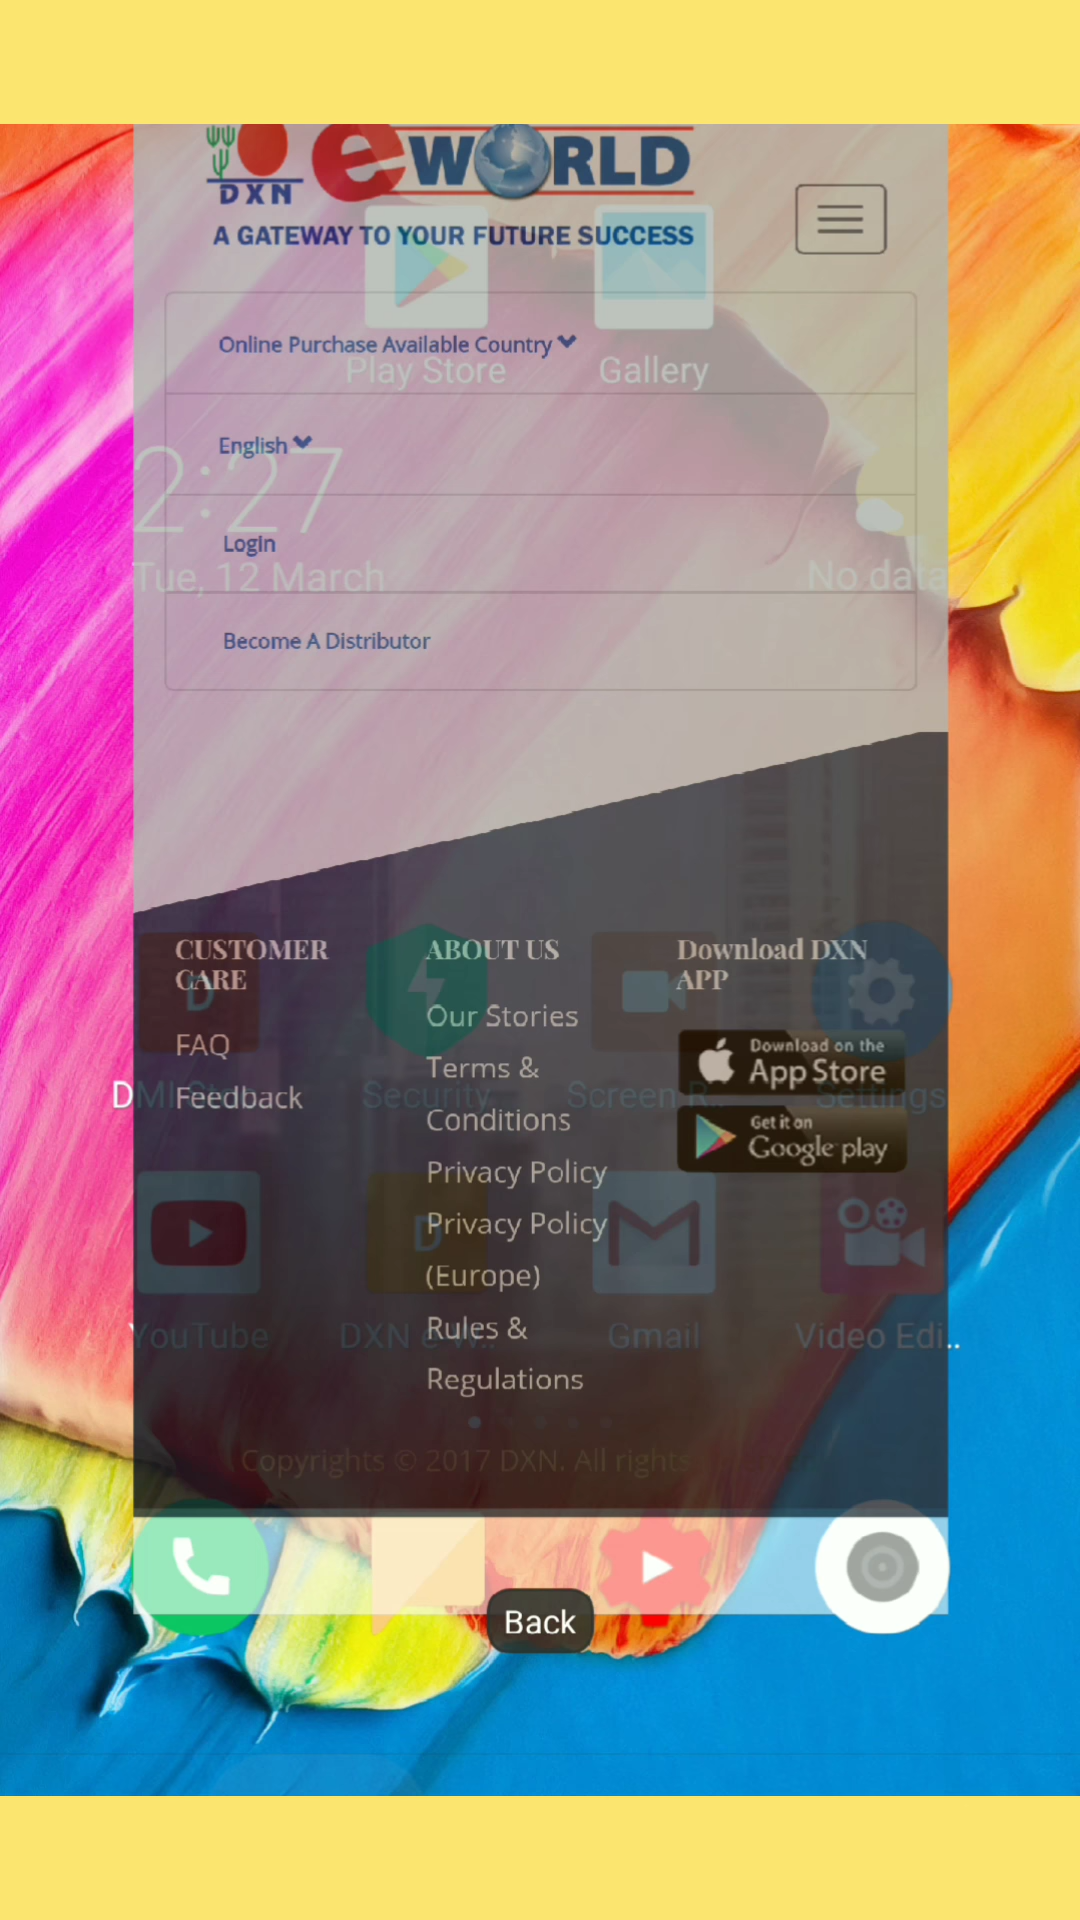 DXN
eWORLD
A GATEWAY TO YOUR FUTURE SUCCESS
Online Purchase Available Country
Play Store
Gallery
English
2:27
Login
Tue, 12 March
No data
Become A Distributor
CUSTOMER
CARE
FAQ
Feedback
ABOUT US
Our Stories
Terms &
Conditions
Privacy Policy
Privacy Policy
(Europe)
Rules &
Regulations
Download DXN
APP
Download on the
App Store
Get it on
Google play
D
Security
Screen R..
Settings
D
YouTube
DXN e-W..
Gmail
Video Edi..
Copyrights © 2017 DXN. All rights
Back